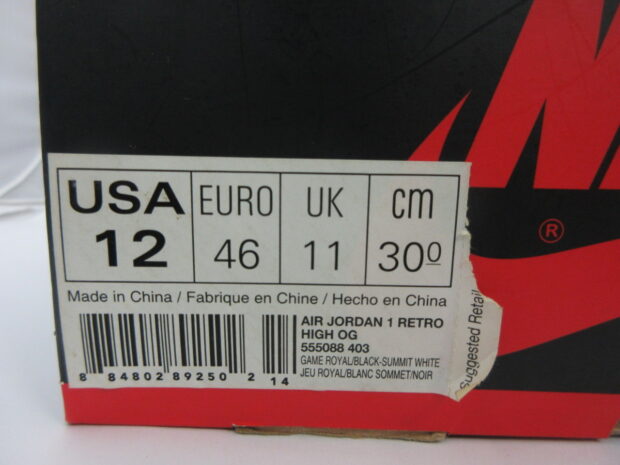 USA EURO UK cm
12 46 11 30º
Made in China / Fabrique en Chine / Hecho en China
AIR JORDAN 1 RETRO
HIGH OG
555088 403
GAME ROYAL/BLACK-SUMMIT WHITE
JEU ROYAL/BLANC SOMMET/NOIR
8 84802 89250 2 14
Suggested Retail
®